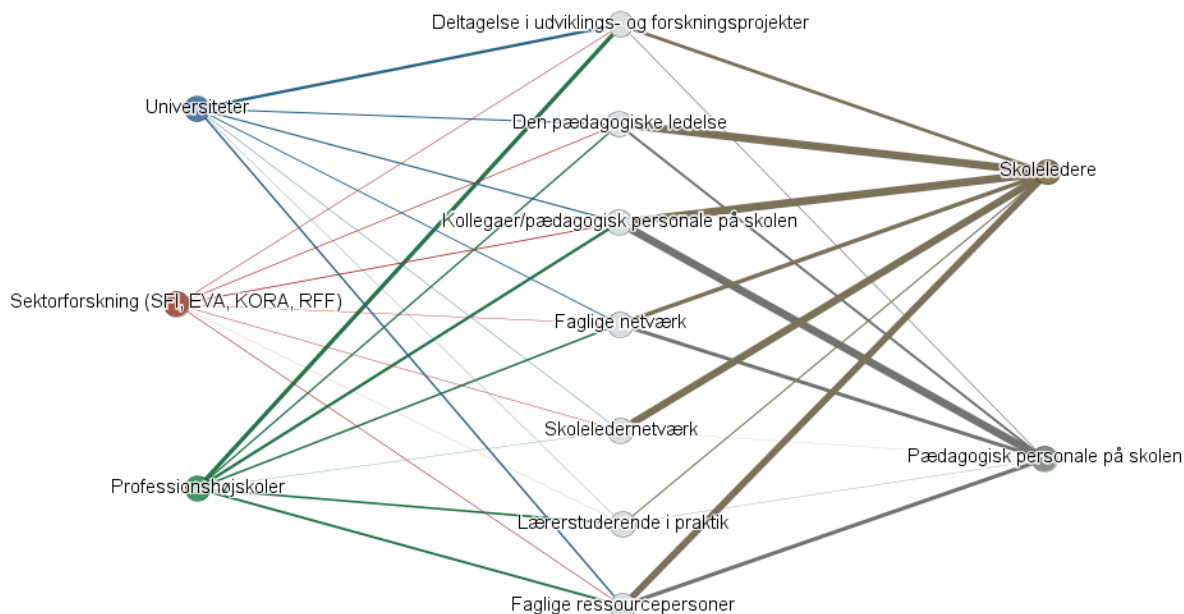 Deltagelse i udviklings- og forskningsprojekter
Universiteter
Den pædagogiske ledelse
Skoleledere
Kollegaer/pædagogisk personale på skolen
Sektorforskning (SFI, EVA, KORA, RFF)
Faglige netværk
Skoleledernetværk
Pædagogisk personale på skolen
Professionshøjskoler
Lærerstuderende i praktik
Faglige ressourcepersoner